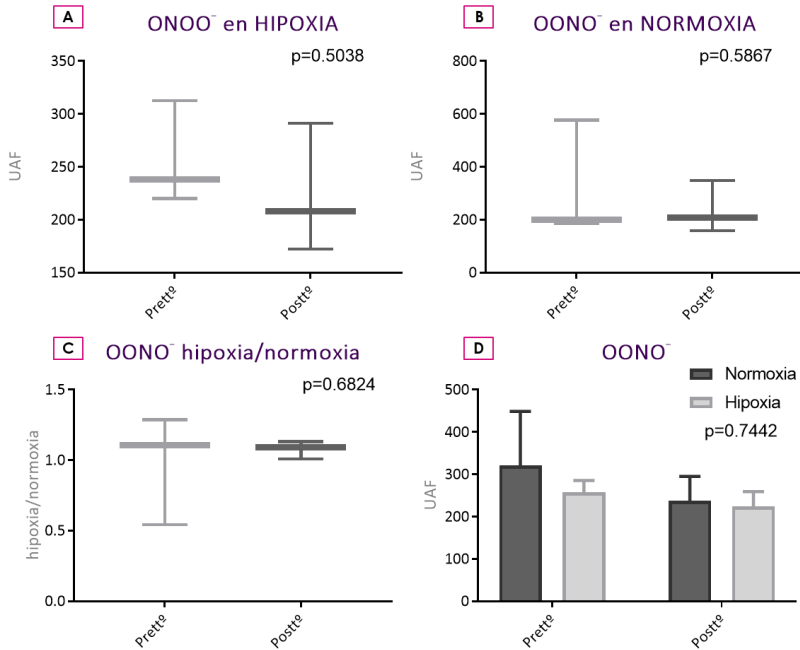 A
ONOO⁻ en HIPOXIA
p=0.5038
350
300
250
200
150
UAF
Prettº
Posttº
B
OONO⁻ en NORMOXIA
p=0.5867
800
600
400
200
0
UAF
Prettº
Posttº
C
OONO⁻ hipoxia/normoxia
p=0.6824
1.5
1.0
0.5
0.0
hipoxia/normoxia
Prettº
Posttº
D
OONO⁻
Normoxia
Hipoxia
p=0.7442
500
400
300
200
100
0
UAF
Prettº
Posttº